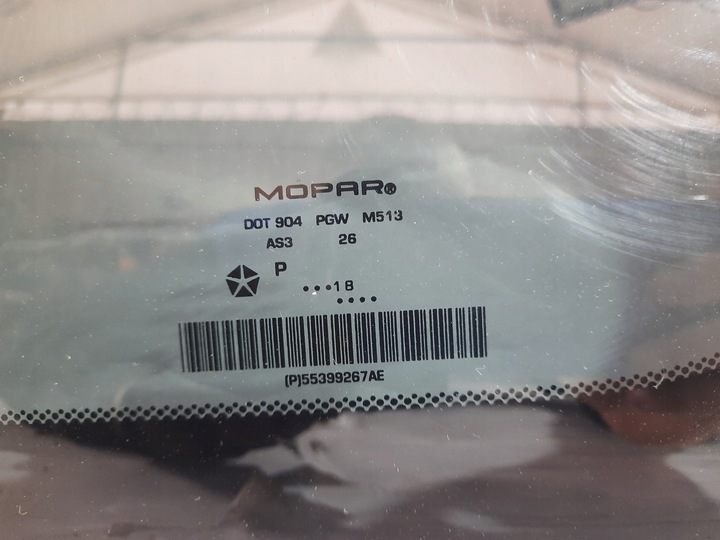 MOPAR®
DOT 904 PGW M513
AS3 26
P
...18
....
(P)55399267AE